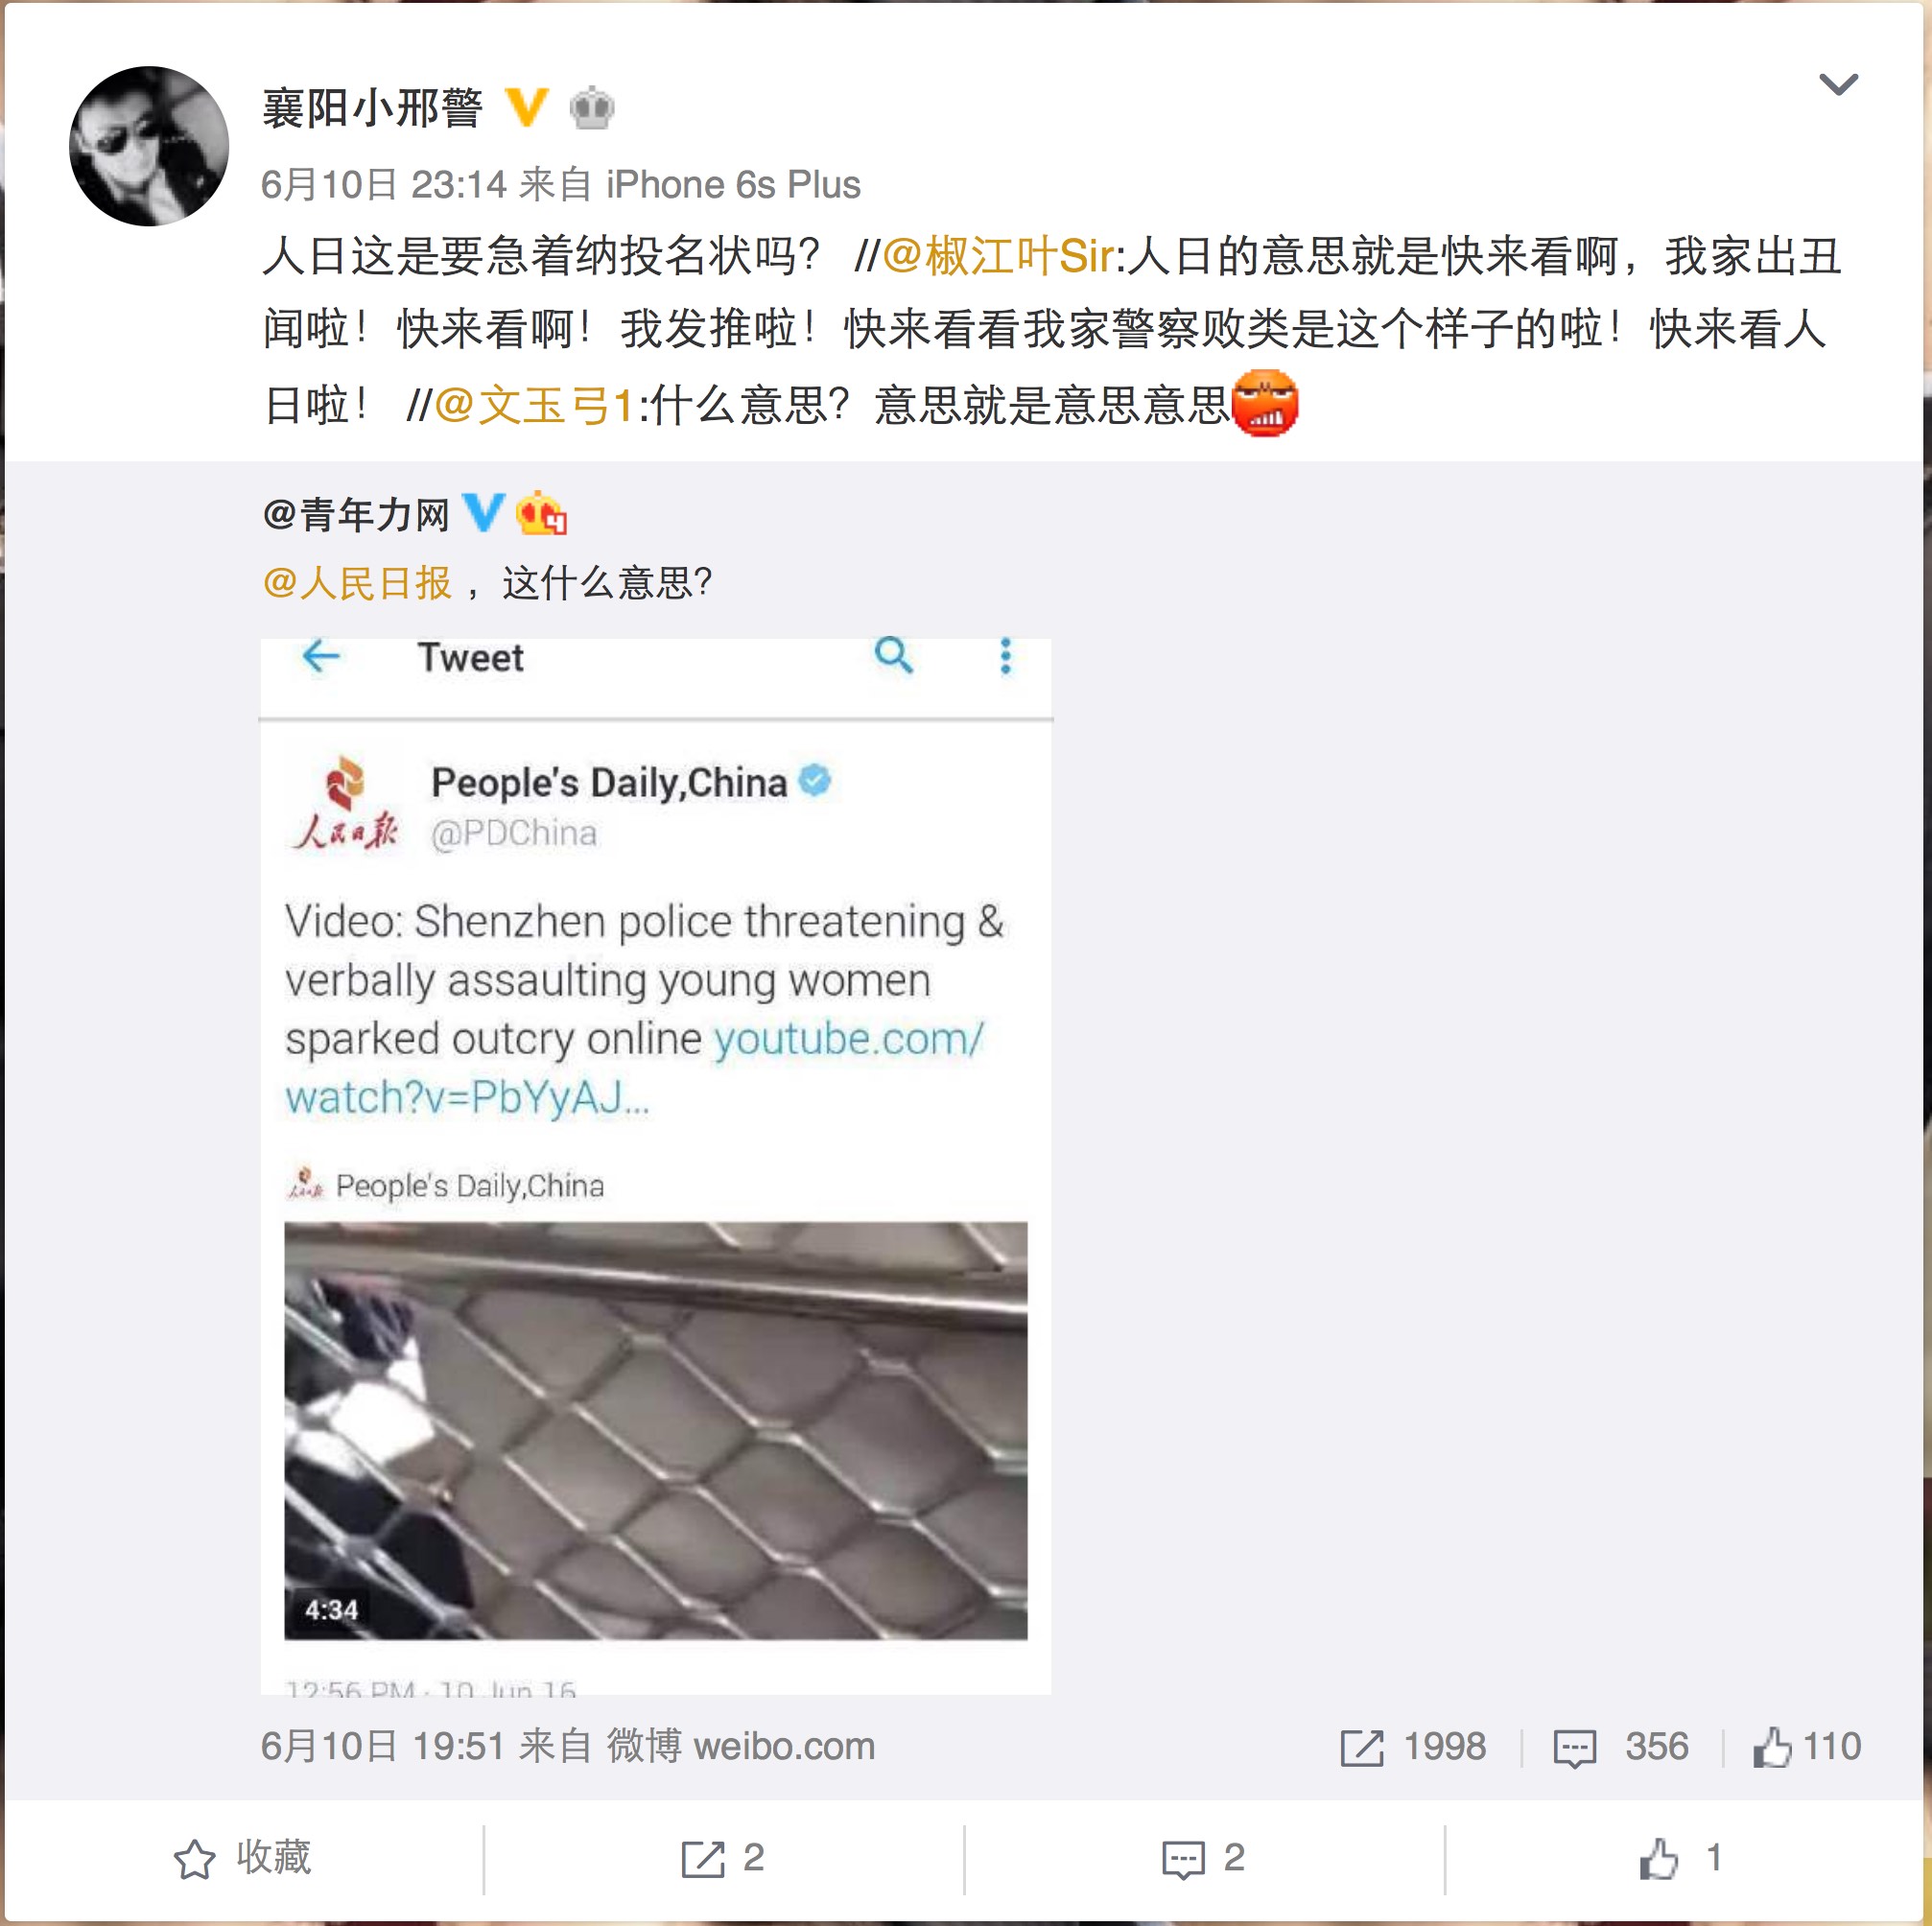 襄阳小邢警
6月10日 23:14 来自 iPhone 6s Plus
人日这是要急着纳投名状吗？ //@椒江叶Sir:人日的意思就是快来看啊，我家出丑
闻啦！快来看啊！我发推啦！快来看看我家警察败类是这个样子的啦！快来看人
日啦！ //@文玉弓1:什么意思？意思就是意思意思
@青年力网
@人民日报 ，这什么意思?
Tweet
People's Daily,China
人民日报
@PDChina
Video: Shenzhen police threatening &
verbally assaulting young women
sparked outcry online youtube.com/
watch?v=PbYyAJ...
People's Daily,China
4:34
12:56 PM · 10 Jun 16
6月10日 19:51 来自 微博 weibo.com
1998
356
110
收藏
2
2
1